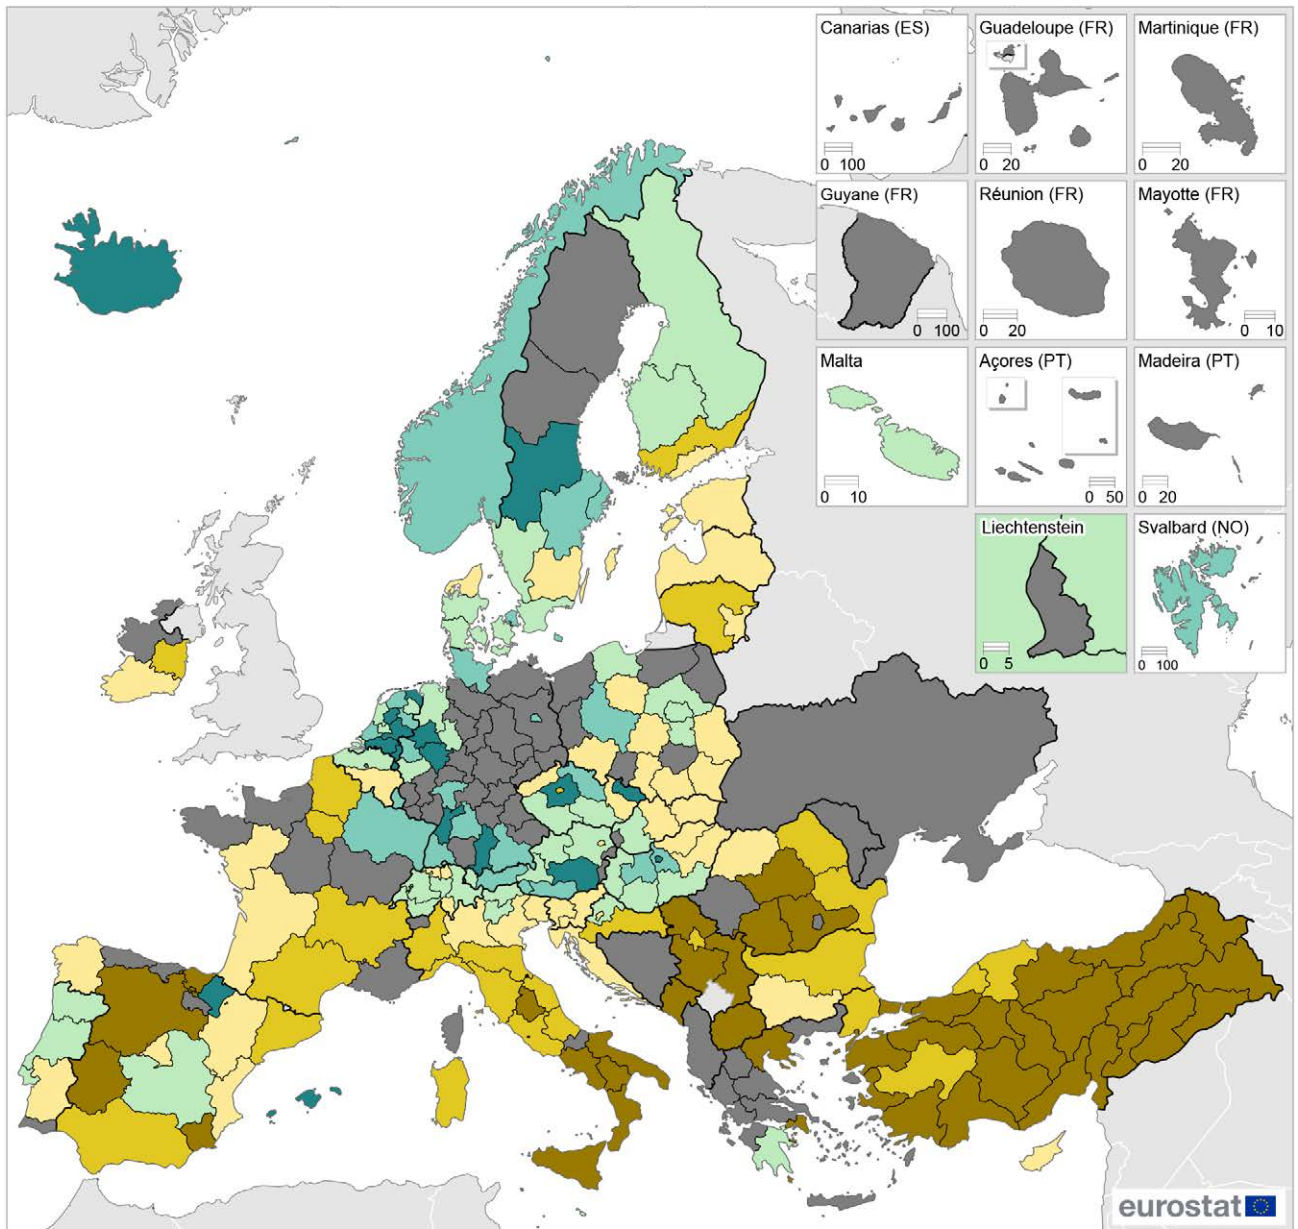 Canarias (ES)
0 100
Guadeloupe (FR)
0 20
Martinique (FR)
0 20
Guyane (FR)
0 100
Réunion (FR)
0 20
Mayotte (FR)
0 10
Malta
0 10
Açores (PT)
0 50
Madeira (PT)
0 20
Liechtenstein
0 5
Svalbard (NO)
0 100
eurostat